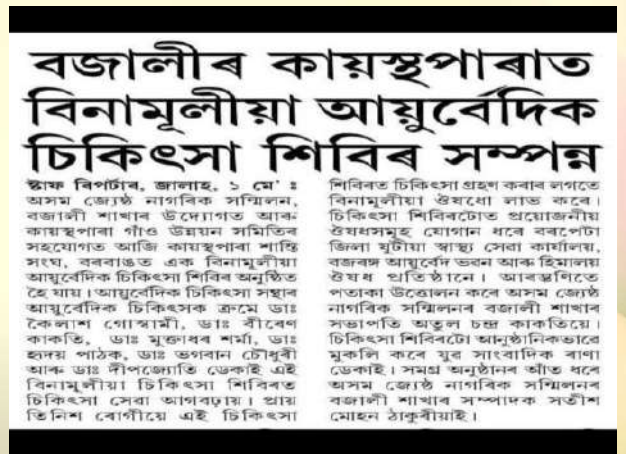 বজালীৰ কায়স্থপাৰাত
বিনামূলীয়া আয়ুৰ্বেদিক
চিকিৎসা শিবিৰ সম্পন্ন
ষ্টাফ ৰিপৰ্টাৰ, জালাহ, ১ মে' ঃ
অসম জ্যেষ্ঠ নাগৰিক সন্মিলন,
বজালী শাখাৰ উদ্যোগত আৰু
কায়স্থপাৰা গাঁও উন্নয়ন সমিতিৰ
সহযোগত আজি কায়স্থপাৰা শান্তি
সংঘ, বৰবাঙত এক বিনামূলীয়া
আয়ুৰ্বেদিক চিকিৎসা শিবিৰ অনুষ্ঠিত
হৈ যায়। আয়ুৰ্বেদিক চিকিৎসা সন্থাৰ
আয়ুৰ্বেদিক চিকিৎসক ক্ৰমে ডাঃ
কৈলাশ গোস্বামী, ডাঃ বীৰেণ
কাকতি, ডাঃ মুক্তাধৰ শৰ্মা, ডাঃ
হৃদয় পাঠক, ডাঃ ভগবান চৌধুৰী
আৰু ডাঃ দীপজ্যোতি ডেকাই এই
বিনামূলীয়া চিকিৎসা শিবিৰত
চিকিৎসা সেৱা আগবঢ়ায়। প্ৰায়
তিনিশ ৰোগীয়ে এই চিকিৎসা
শিবিৰত চিকিৎসা গ্ৰহণ কৰাৰ লগতে
বিনামূলীয়া ঔষধো লাভ কৰে।
চিকিৎসা শিবিৰটোত প্ৰয়োজনীয়
ঔষধসমূহ যোগান ধৰে বৰপেটা
জিলা যুটীয়া স্বাস্থ্য সেৱা কাৰ্যালয়,
বজৰঙ্গ আয়ুৰ্বেদ ভৱন আৰু হিমালয়
ঔষধ প্ৰতিষ্ঠানে। আৰম্ভণিতে
পতাকা উত্তোলন কৰে অসম জ্যেষ্ঠ
নাগৰিক সন্মিলনৰ বজালী শাখাৰ
সভাপতি অতুল চন্দ্ৰ কাকতিয়ে।
চিকিৎসা শিবিৰটো আনুষ্ঠানিকভাৱে
মুকলি কৰে যুৱ সাংবাদিক ৰাণা
ডেকাই। সমগ্ৰ অনুষ্ঠানৰ আঁত ধৰে
অসম জ্যেষ্ঠ নাগৰিক সন্মিলনৰ
বজালী শাখাৰ সম্পাদক সতীশ
মোহন ঠাকুৰীয়াই।